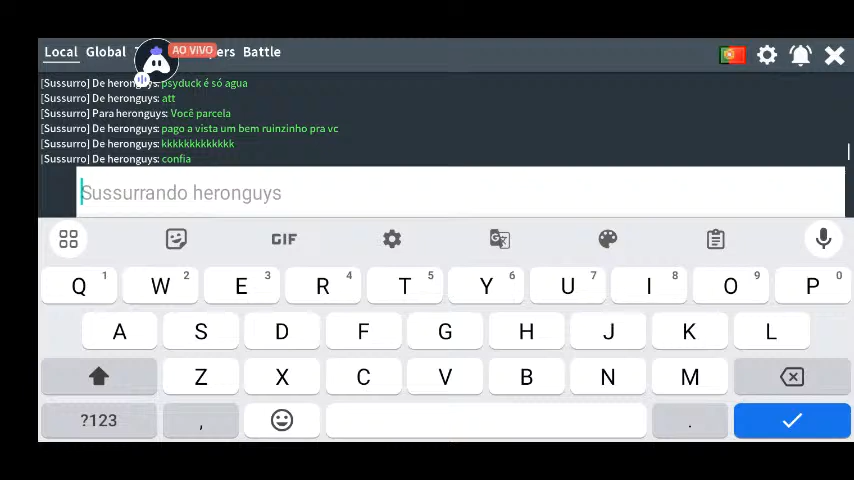 Local Global ers Battle
AO VIVO
[Sussurro] De heronguys: psyduck é só agua
[Sussurro] De heronguys: att
[Sussurro] Para heronguys: Você parcela
[Sussurro] De heronguys: pago a vista um bem ruinzinho pra vc
[Sussurro] De heronguys: kkkkkkkkkkkkk
[Sussurro] De heronguys: confia
Sussurrando heronguys
GIF
Q 1 W 2 E 3 R 4 T 5 Y 6 U 7 I 8 O 9 P 0
A S D F G H J K L
Z X C V B N M
?123 , .